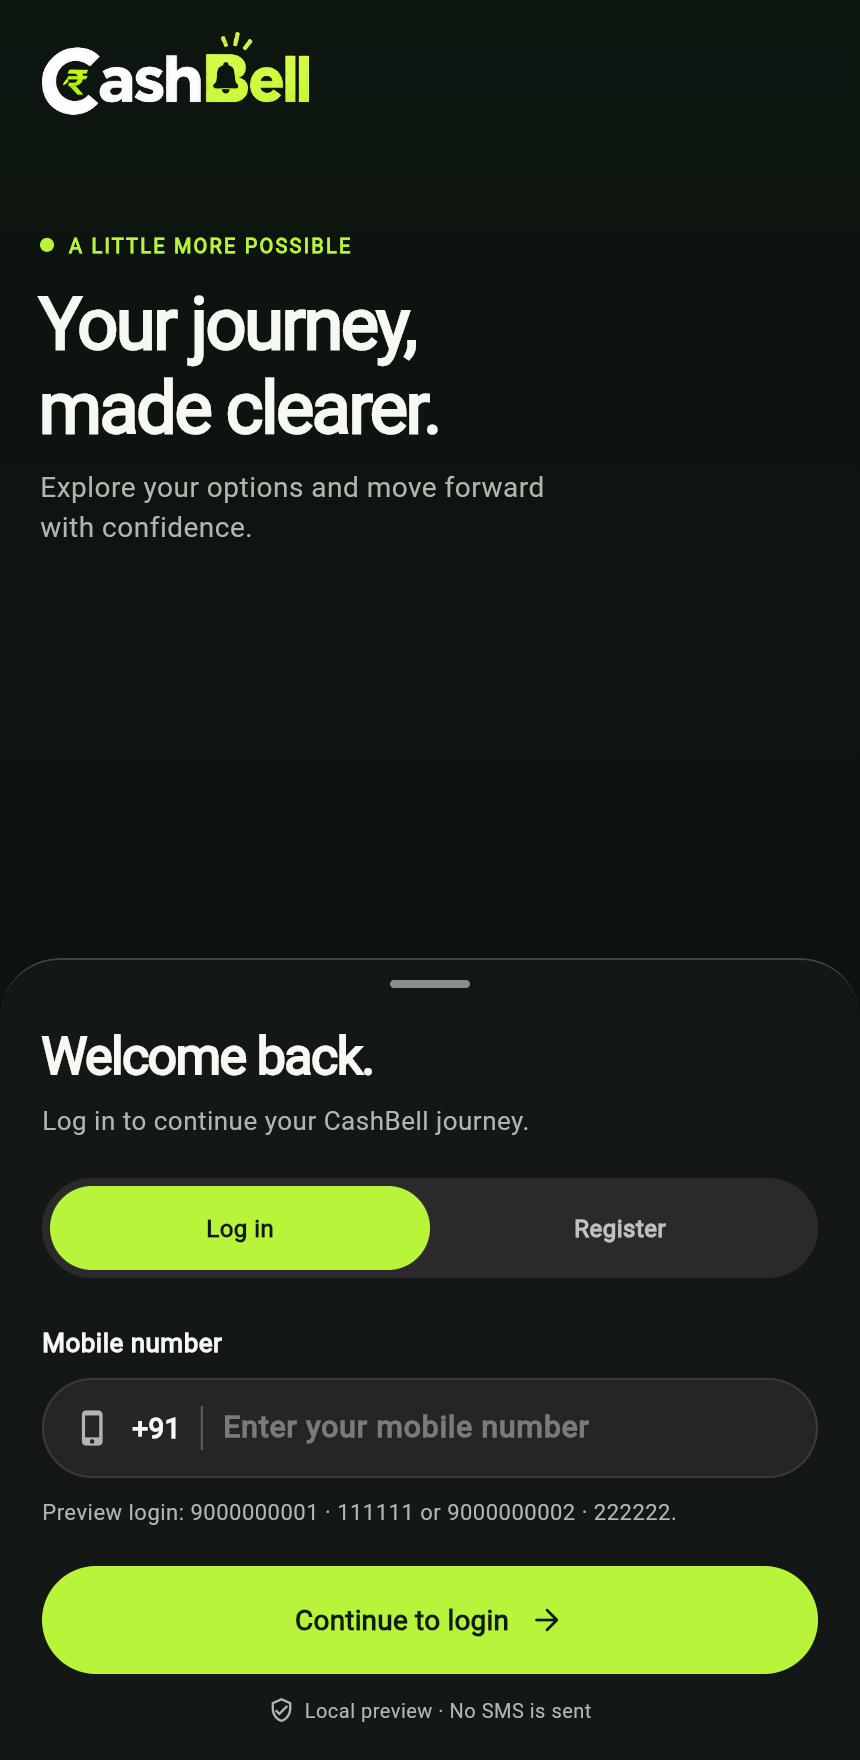 CashBell
A LITTLE MORE POSSIBLE
Your journey,
made clearer.
Explore your options and move forward
with confidence.
Welcome back.
Log in to continue your CashBell journey.
Log in
Register
Mobile number
+91
Enter your mobile number
Preview login: 9000000001 · 111111 or 9000000002 · 222222.
Continue to login →
Local preview · No SMS is sent